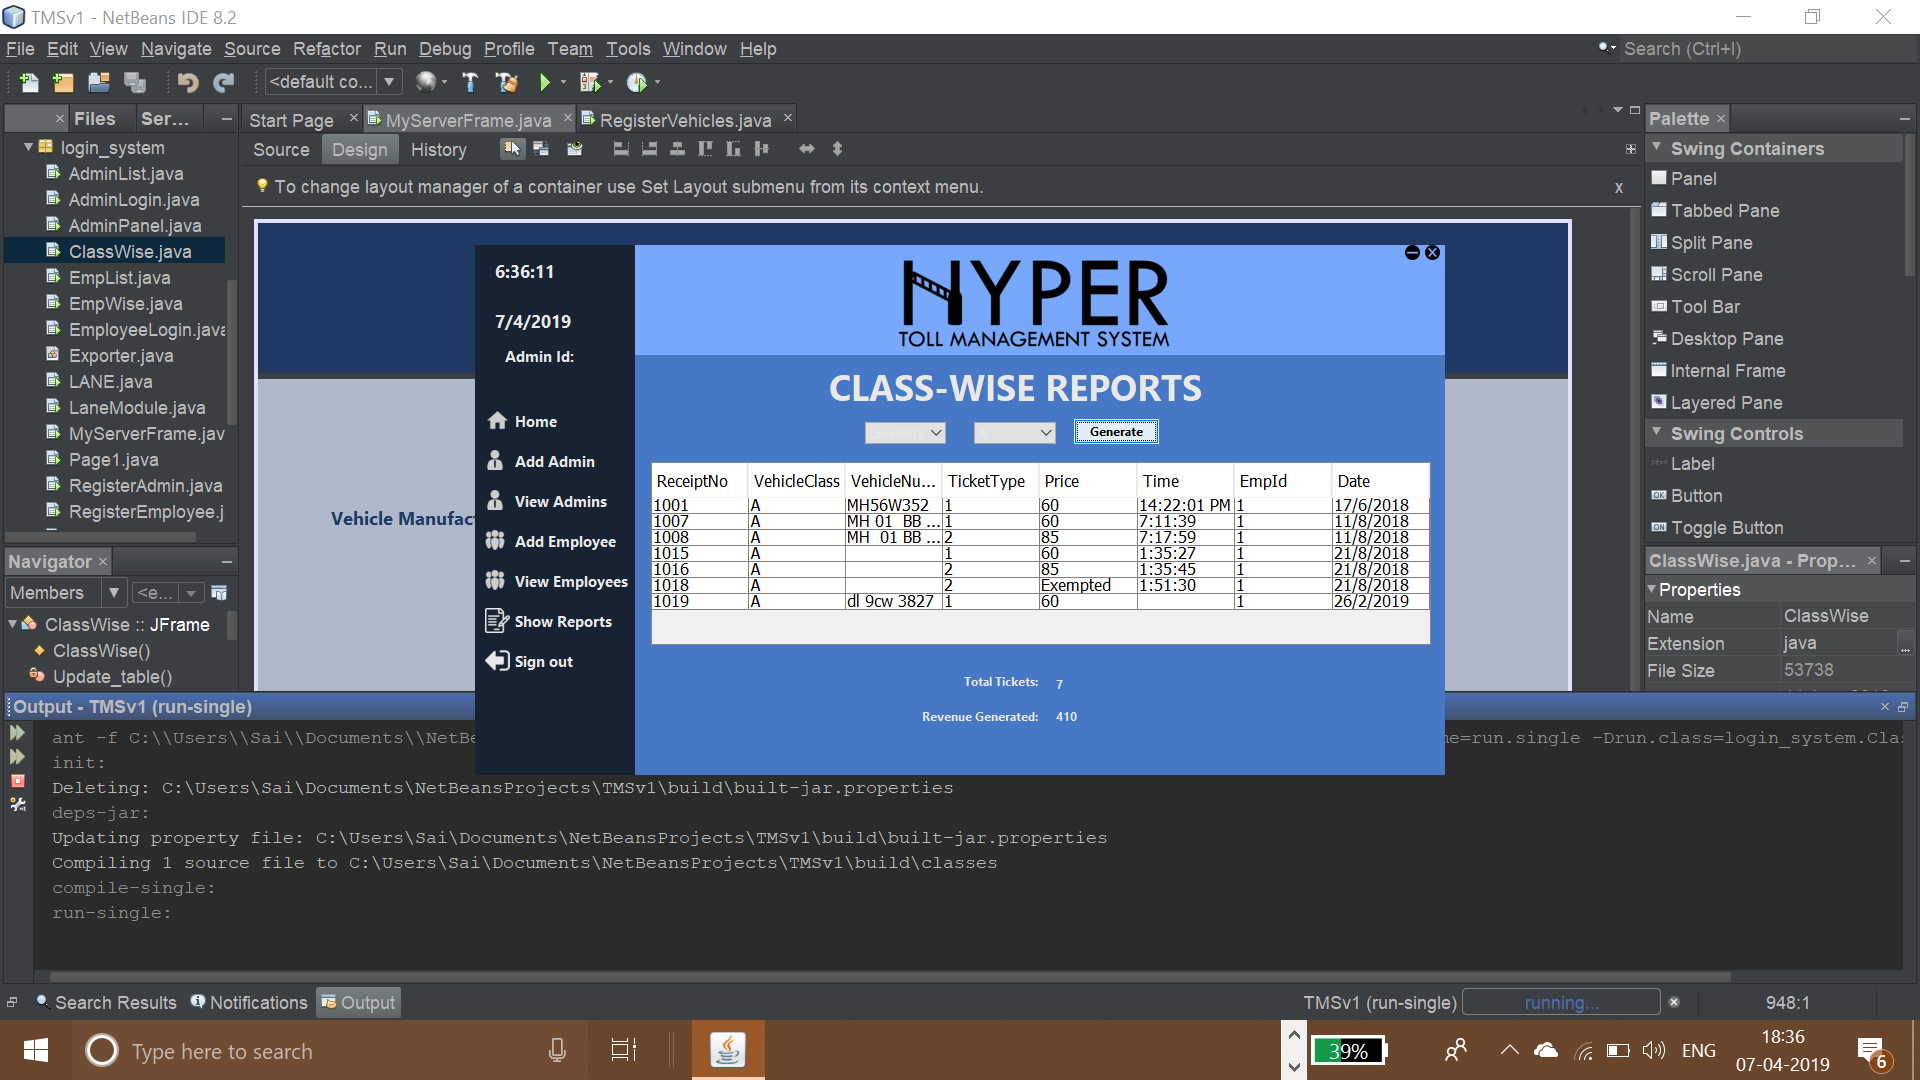 TMSv1 - NetBeans IDE 8.2
File Edit View Navigate Source Refactor Run Debug Profile Team Tools Window Help
Search (Ctrl+I)
<default co...
Files Ser...
Start Page MyServerFrame.java RegisterVehicles.java
Source Design History
To change layout manager of a container use Set Layout submenu from its context menu. x
login_system
AdminList.java
AdminLogin.java
AdminPanel.java
ClassWise.java
EmpList.java
EmpWise.java
EmployeeLogin.java
Exporter.java
LANE.java
LaneModule.java
MyServerFrame.jav
Page1.java
RegisterAdmin.java
RegisterEmployee.j
Navigator
Members <e...
ClassWise :: JFrame
ClassWise()
Update_table()
Vehicle Manufac
6:36:11
7/4/2019
Admin Id:
Home
Add Admin
View Admins
Add Employee
View Employees
Show Reports
Sign out
HYPER
TOLL MANAGEMENT SYSTEM
CLASS-WISE REPORTS
Generate
ReceiptNo VehicleClass VehicleNu... TicketType Price Time EmpId Date
1001 A MH56W352 1 60 14:22:01 PM 1 17/6/2018
1007 A MH 01 BB ... 1 60 7:11:39 1 11/8/2018
1008 A MH 01 BB ... 2 85 7:17:59 1 11/8/2018
1015 A 1 60 1:35:27 1 21/8/2018
1016 A 2 85 1:35:45 1 21/8/2018
1018 A 2 Exempted 1:51:30 1 21/8/2018
1019 A dl 9cw 3827 1 60 1 26/2/2019
Total Tickets: 7
Revenue Generated: 410
Palette
Swing Containers
Panel
Tabbed Pane
Split Pane
Scroll Pane
Tool Bar
Desktop Pane
Internal Frame
Layered Pane
Swing Controls
Label
Button
Toggle Button
ClassWise.java - Prop...
Properties
Name ClassWise
Extension java ...
File Size 53738
Output - TMSv1 (run-single)
ant -f C:\\Users\\Sai\\Documents\\NetBe me=run.single -Drun.class=login_system.Clas
init:
Deleting: C:\Users\Sai\Documents\NetBeansProjects\TMSv1\build\built-jar.properties
deps-jar:
Updating property file: C:\Users\Sai\Documents\NetBeansProjects\TMSv1\build\built-jar.properties
Compiling 1 source file to C:\Users\Sai\Documents\NetBeansProjects\TMSv1\build\classes
compile-single:
run-single:
Search Results Notifications Output
TMSv1 (run-single) running... 948:1
Type here to search
39%
ENG
18:36
07-04-2019
6